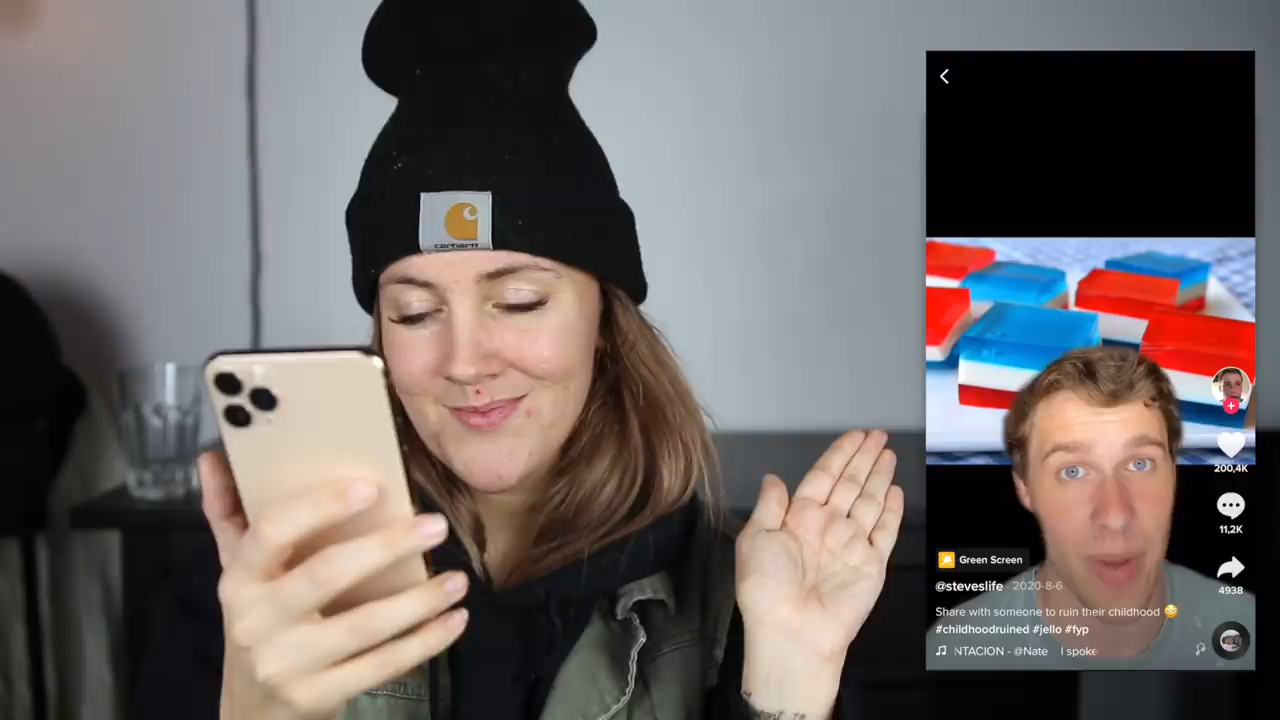 carhartt
200,4K
11,2K
4938
Green Screen
@steveslife · 2020-8-6
Share with someone to ruin their childhood 😳
#childhoodruined #jello #fyp
NTACION - @Nate I spoke